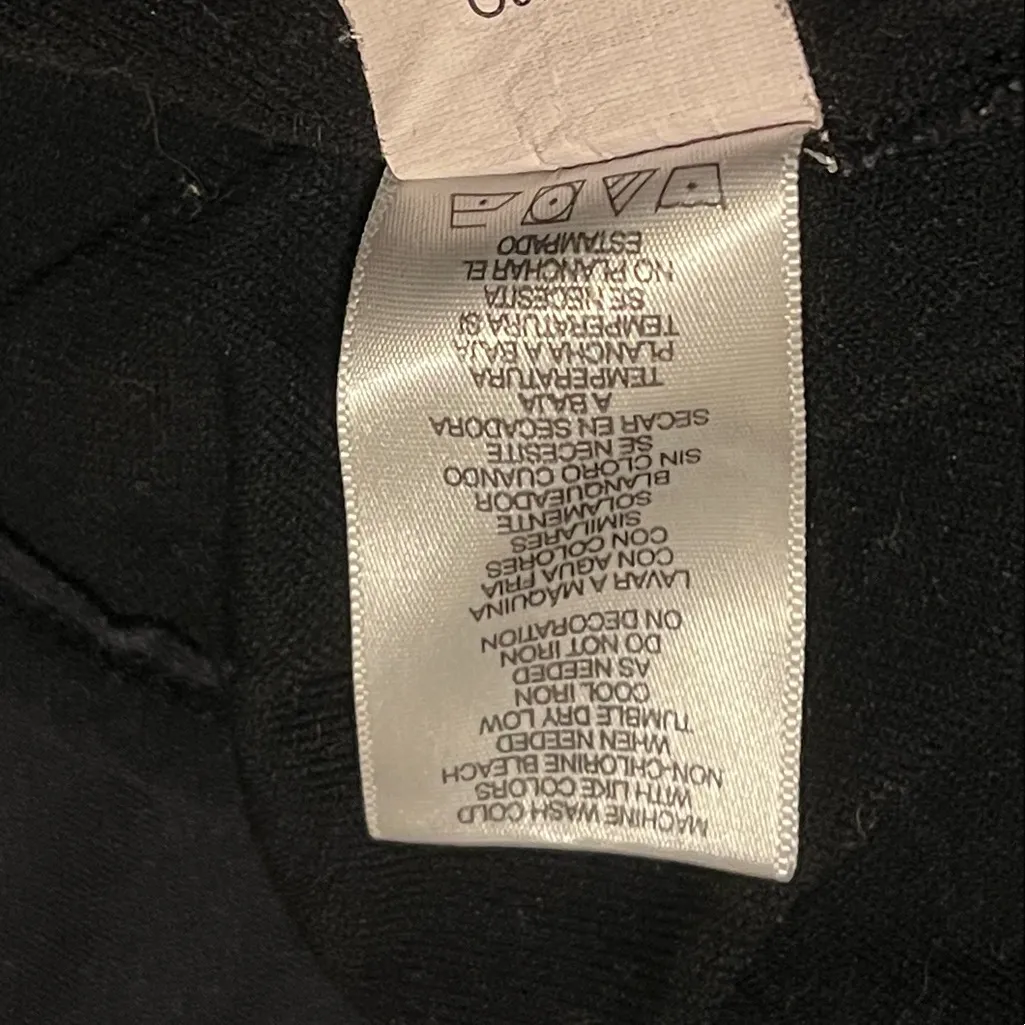 MACHINE WASH COLD
WITH LIKE COLORS
NON-CHLORINE BLEACH
WHEN NEEDED
TUMBLE DRY LOW
COOL IRON
AS NEEDED
DO NOT IRON
ON DECORATION
LAVAR A MÁQUINA
CON AGUA FRIA
CON COLORES
SIMILARES
SOLAMENTE
BLANQUEADOR
SIN CLORO CUANDO
SE NECESITE
SECAR EN SECADORA
A BAJA
TEMPERATURA
PLANCHA A BAJA
TEMPERATURA SI
SE NECESITA
NO PLANCHAR EL
ESTAMPADO